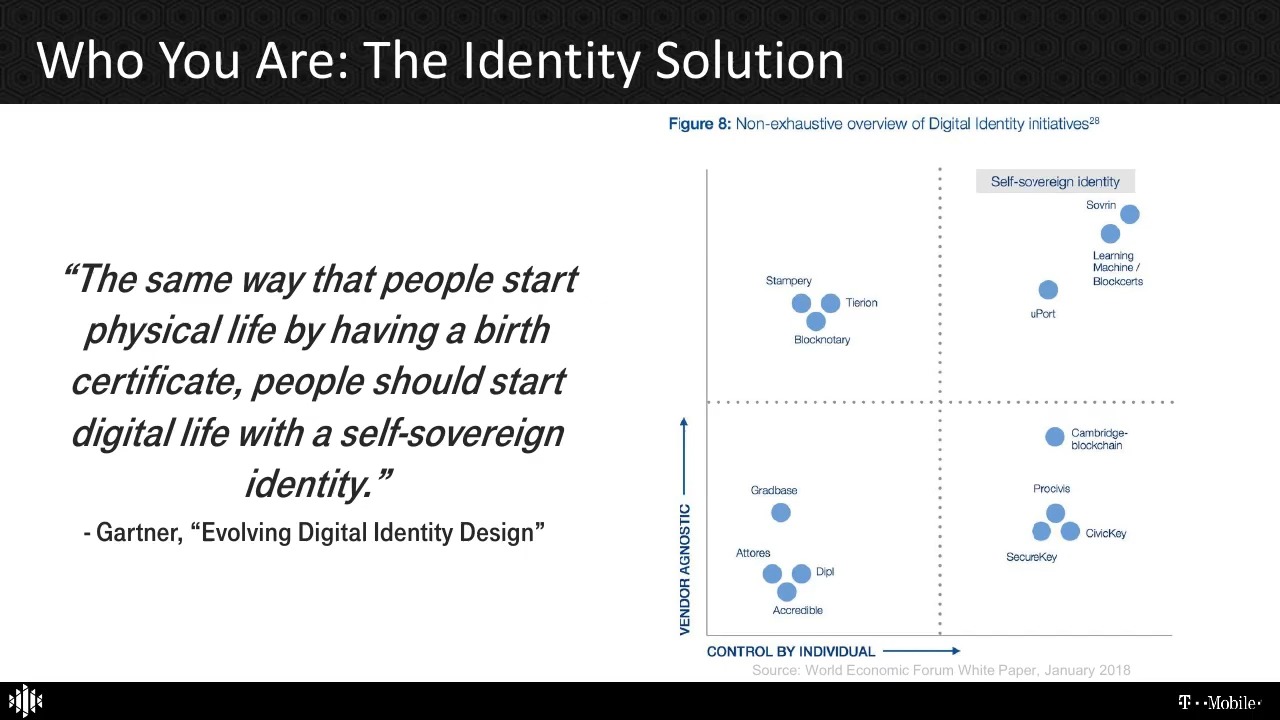 Who You Are: The Identity Solution
Figure 8: Non-exhaustive overview of Digital Identity initiatives28
“The same way that people start
physical life by having a birth
certificate, people should start
digital life with a self-sovereign
identity.”
- Gartner, “Evolving Digital Identity Design”
Self-sovereign identity
Sovrin
Learning
Machine /
Blockcerts
uPort
Stampery
Tierion
Blocknotary
Cambridge-
blockchain
Procivis
CivicKey
SecureKey
Gradbase
Attores
Dipl
Accredible
VENDOR AGNOSTIC
CONTROL BY INDIVIDUAL
Source: World Economic Forum White Paper, January 2018
T··Mobile·